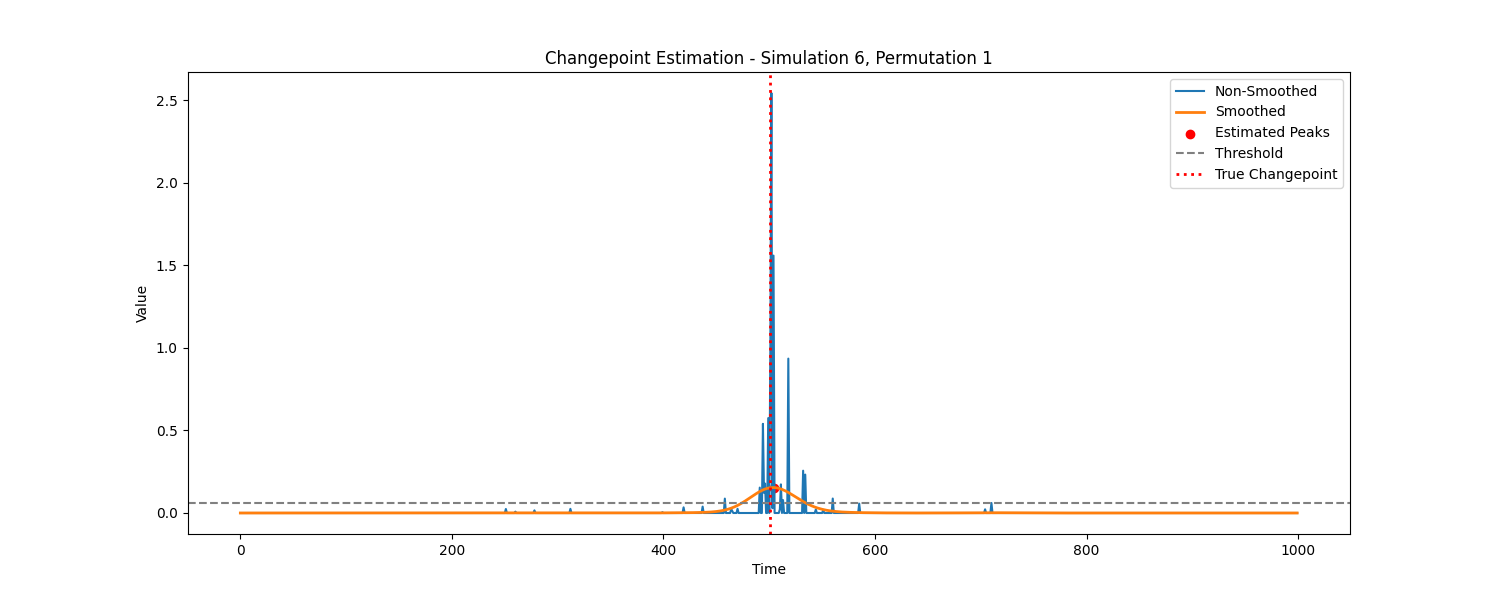 Changepoint Estimation - Simulation 6, Permutation 1
Non-Smoothed
Smoothed
Estimated Peaks
Threshold
True Changepoint
Value
2.5
2.0
1.5
1.0
0.5
0.0
0
200
400
600
800
1000
Time